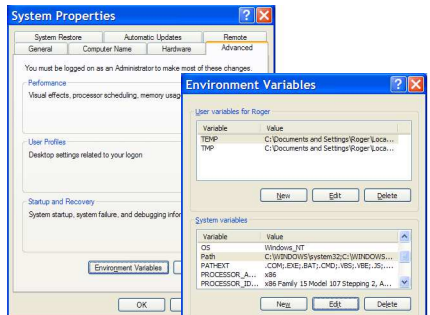 System Properties
System Restore Automatic Updates Remote
General Computer Name Hardware Advanced
You must be logged on as an Administrator to make most of these changes.
Performance
Visual effects, processor scheduling, memory usag
User Profiles
Desktop settings related to your logon
Startup and Recovery
System startup, system failure, and debugging infor
Environment Variables
OK
Environment Variables
User variables for Roger
Variable Value
TEMP C:\Documents and Settings\Roger\Loca...
TMP C:\Documents and Settings\Roger\Loca...
New Edit Delete
System variables
Variable Value
OS Windows_NT
Path C:\WINDOWS\system32;C:\WINDOWS...
PATHEXT .COM;.EXE;.BAT;.CMD;.VBS;.VBE;.JS;....
PROCESSOR_A... x86
PROCESSOR_ID... x86 Family 15 Model 107 Stepping 2, A...
New Edit Delete